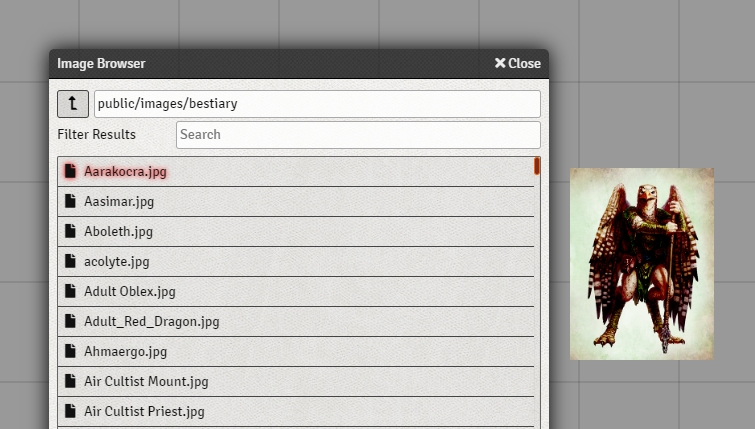 Image Browser
Close
public/images/bestiary
Filter Results
Search
Aarakocra.jpg
Aasimar.jpg
Aboleth.jpg
acolyte.jpg
Adult Oblex.jpg
Adult_Red_Dragon.jpg
Ahmaergo.jpg
Air Cultist Mount.jpg
Air Cultist Priest.jpg